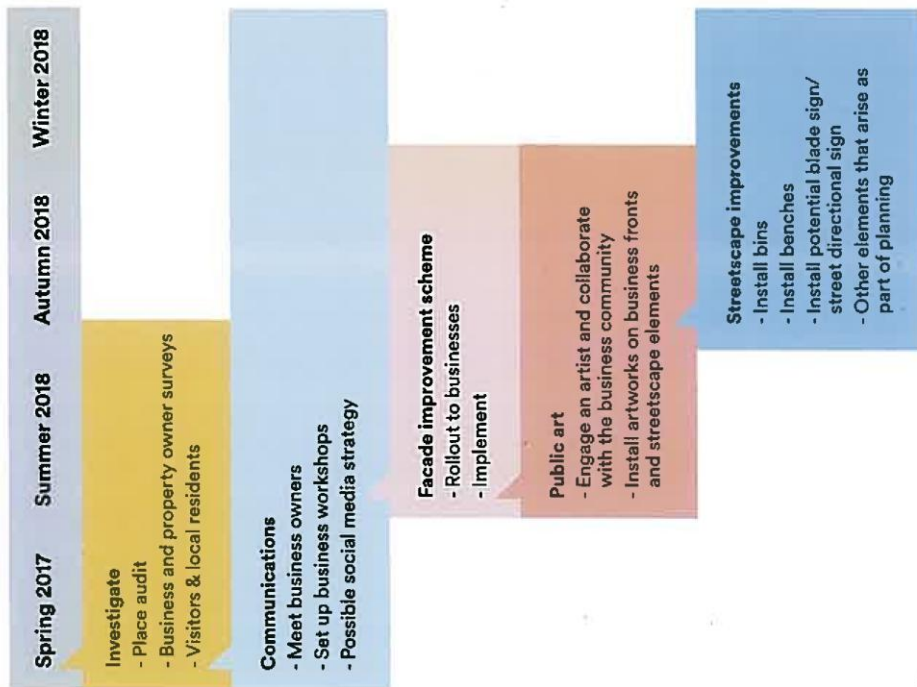 Spring 2017 Summer 2018 Autumn 2018 Winter 2018
Investigate
- Place audit
- Business and property owner surveys
- Visitors & local residents
Communications
- Meet business owners
- Set up business workshops
- Possible social media strategy
Facade improvement scheme
- Rollout to businesses
- Implement
Public art
- Engage an artist and collaborate
with the business community
- Install artworks on business fronts
and streetscape elements
Streetscape improvements
- Install bins
- Install benches
- Install potential blade sign/
street directional sign
- Other elements that arise as
part of planning